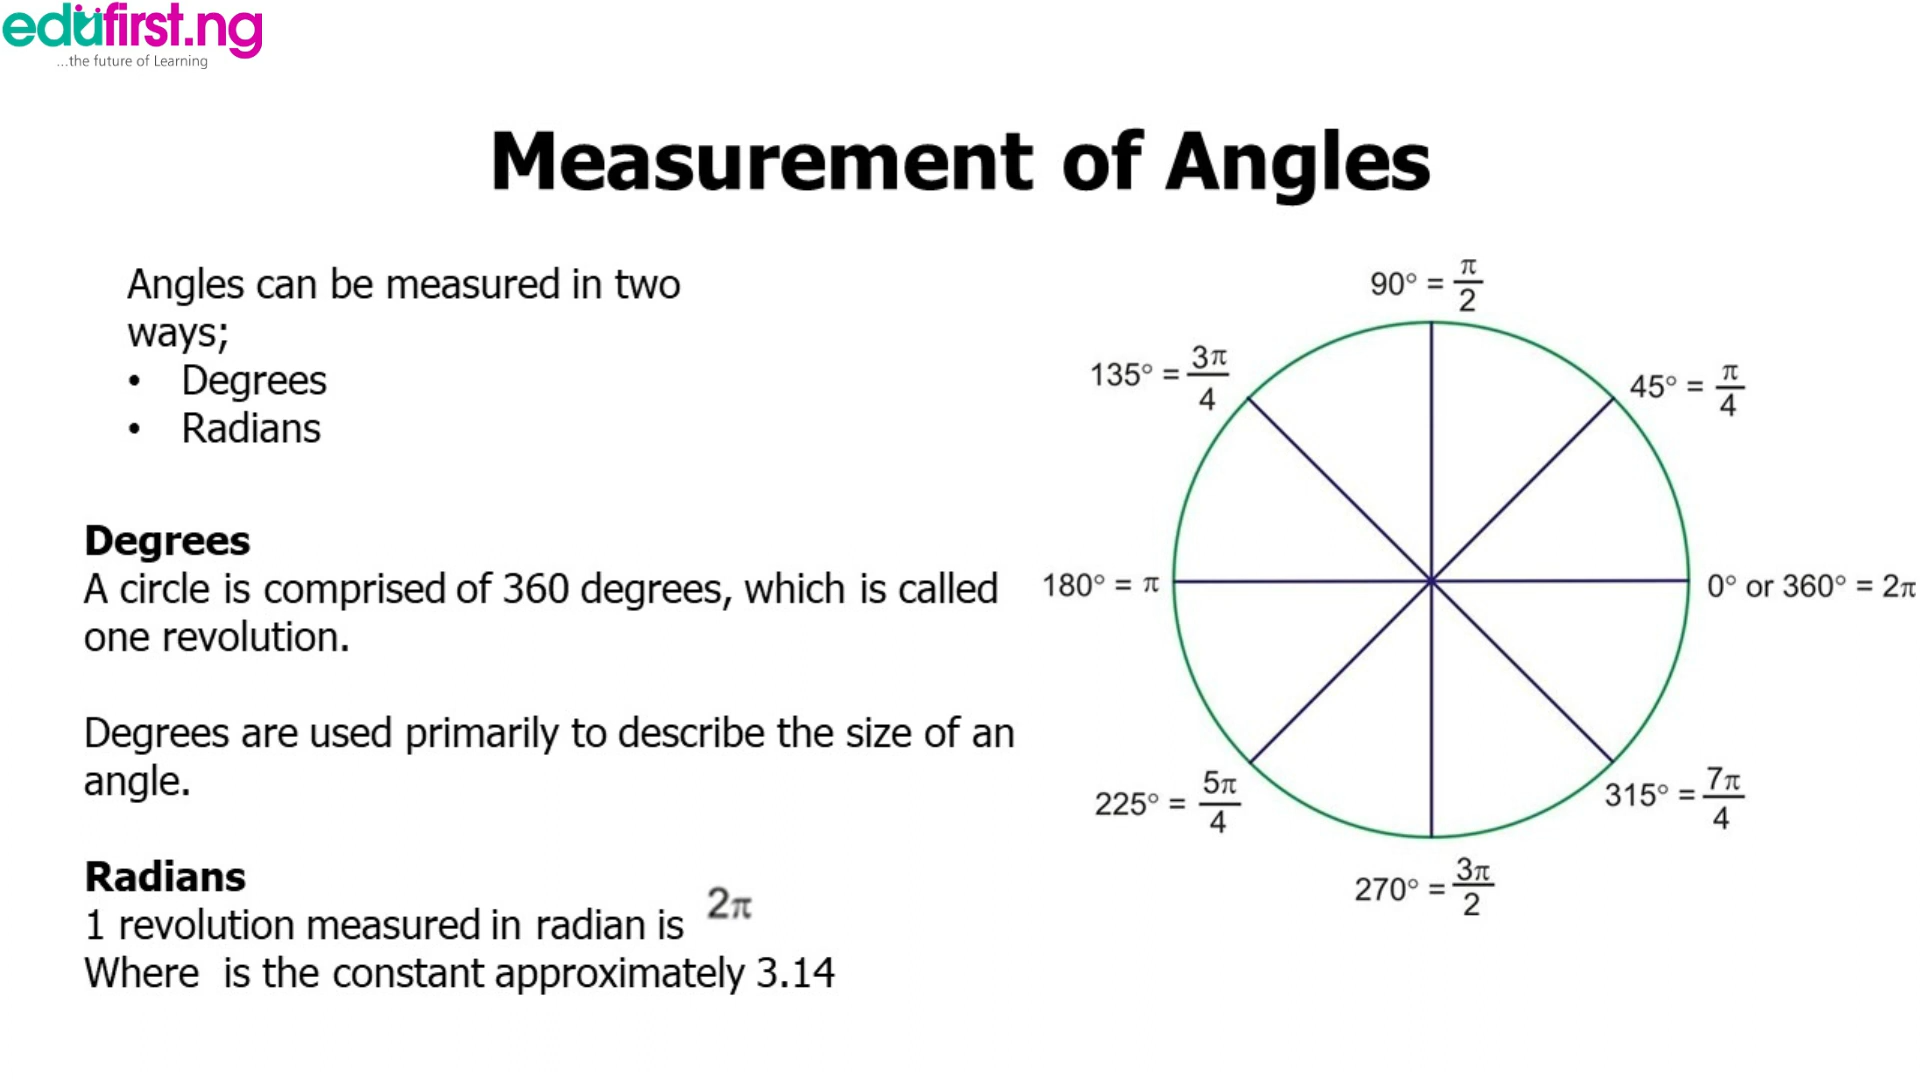 edufirst.ng
...the future of Learning
Measurement of Angles
Angles can be measured in two
ways;
• Degrees
• Radians
Degrees
A circle is comprised of 360 degrees, which is called
one revolution.
Degrees are used primarily to describe the size of an
angle.
Radians
1 revolution measured in radian is 2π
Where is the constant approximately 3.14
90° = π/2
135° = 3π/4
45° = π/4
180° = π
0° or 360° = 2π
225° = 5π/4
315° = 7π/4
270° = 3π/2